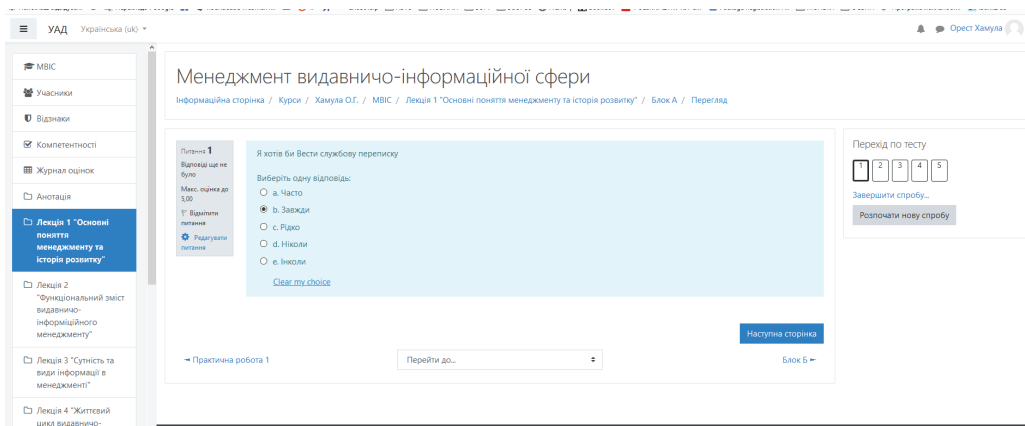 УАД Українська (uk)
Орест Хамула
МВІС
Учасники
Відзнаки
Компетентності
Журнал оцінок
Анотація
Лекція 1 "Основні
поняття
менеджменту та
історія розвитку"
Лекція 2
"Функціональний зміст
видавничо-
інформіційного
менеджменту"
Лекція 3 "Сутність та
види інформації в
менеджменті"
Лекція 4 "Життєвий
цикл видавничо-
Менеджмент видавничо-інформаційної сфери
Інформаційна сторінка / Курси / Хамула О.Г. / МВІС / Лекція 1 "Основні поняття менеджменту та історія розвитку" / Блок А / Перегляд
Питання 1
Відповіді ще не
було
Макс. оцінка до
5,00
Відмітити
питання
Редагувати
питання
Я хотів би Вести службову переписку
Виберіть одну відповідь:
a. Часто
b. Завжди
c. Рідко
d. Ніколи
e. Інколи
Clear my choice
Наступна сторінка
◄ Практична робота 1
Перейти до...
Блок Б ►
Перехід по тесту
1 2 3 4 5
Завершити спробу...
Розпочати нову спробу